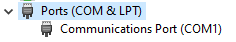 Ports (COM & LPT)
Communications Port (COM1)